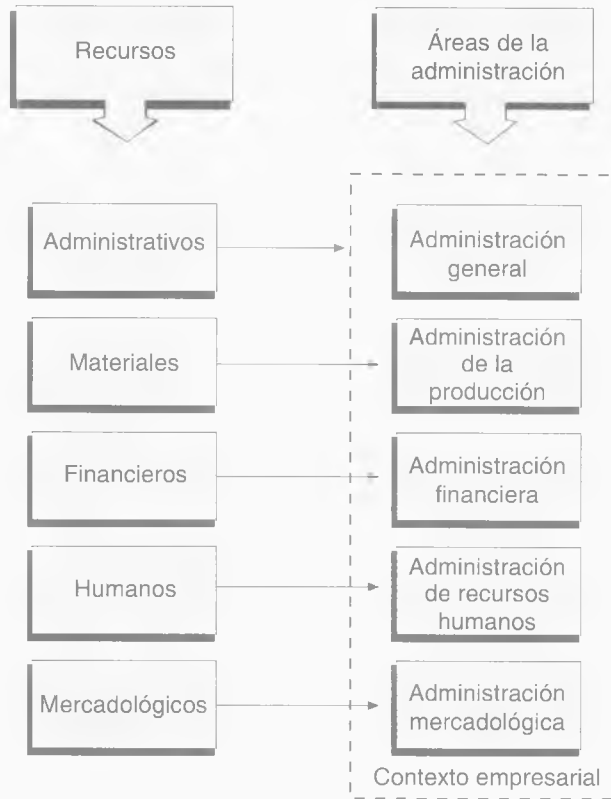 Recursos
Áreas de la
administración
Administrativos
Administración
general
Materiales
Administración
de la
producción
Financieros
Administración
financiera
Humanos
Administración
de recursos
humanos
Mercadológicos
Administración
mercadológica
Contexto empresarial